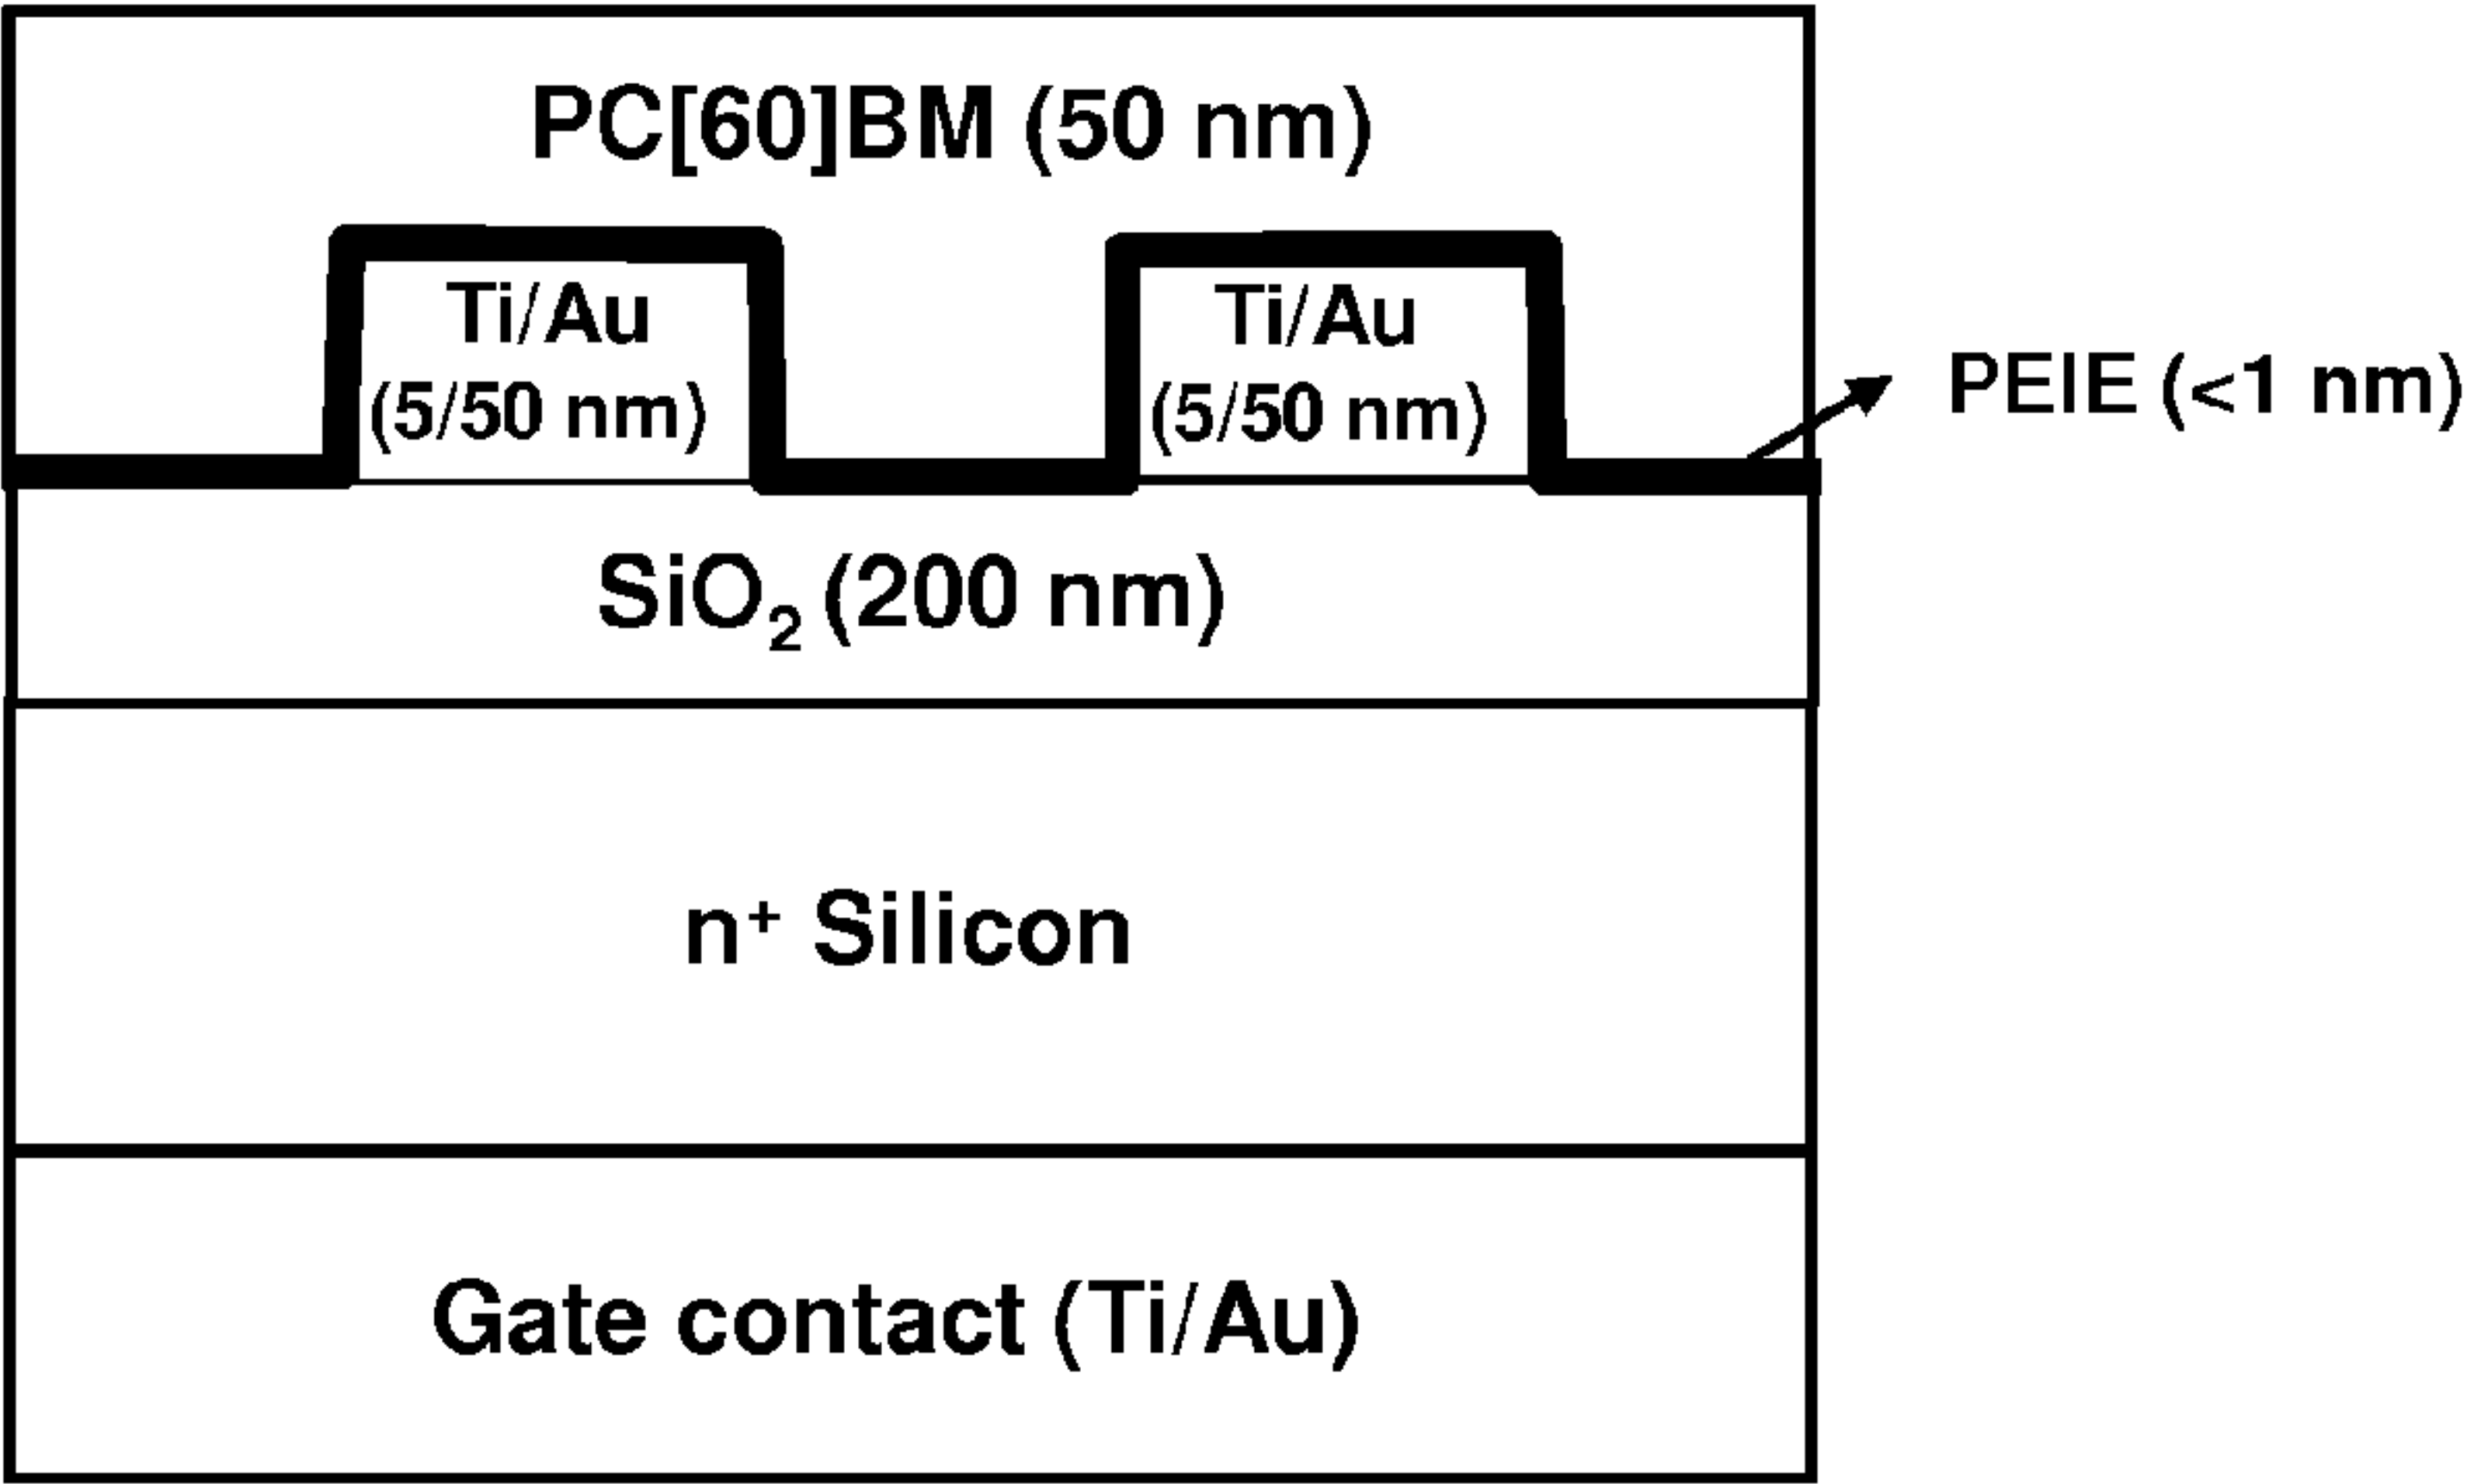 PC[60]BM (50 nm)
Ti/Au
(5/50 nm)
Ti/Au
(5/50 nm)
PEIE (<1 nm)
SiO₂ (200 nm)
n⁺ Silicon
Gate contact (Ti/Au)